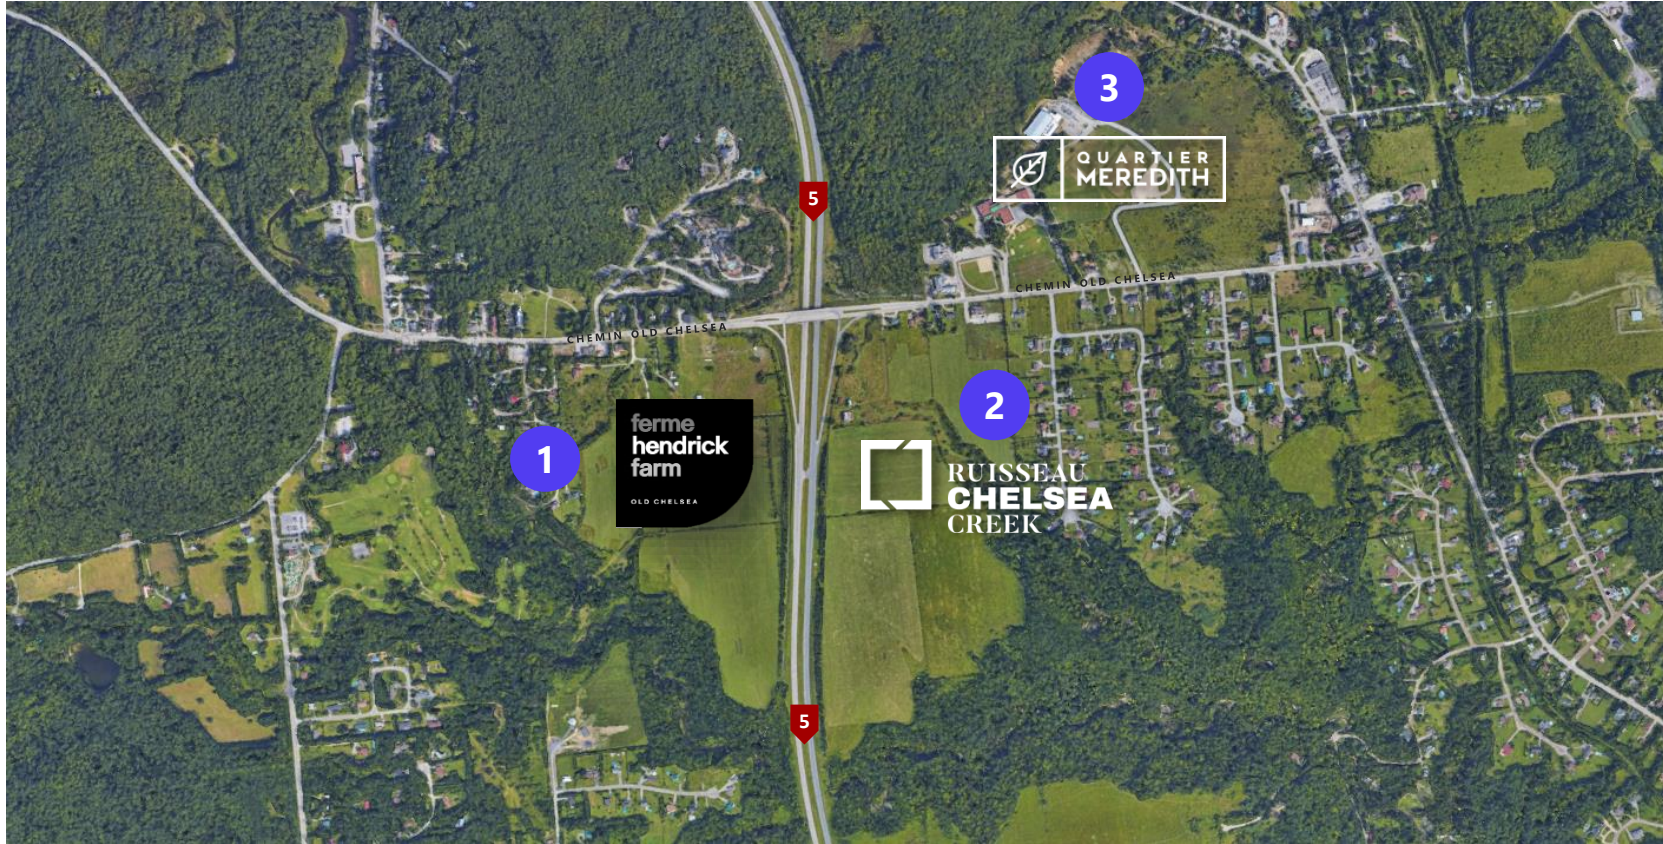 3
QUARTIER
MEREDITH
5
CHEMIN OLD CHELSEA
CHEMIN OLD CHELSEA
1
ferme
hendrick
farm
OLD CHELSEA
2
RUISSEAU
CHELSEA
CREEK
5